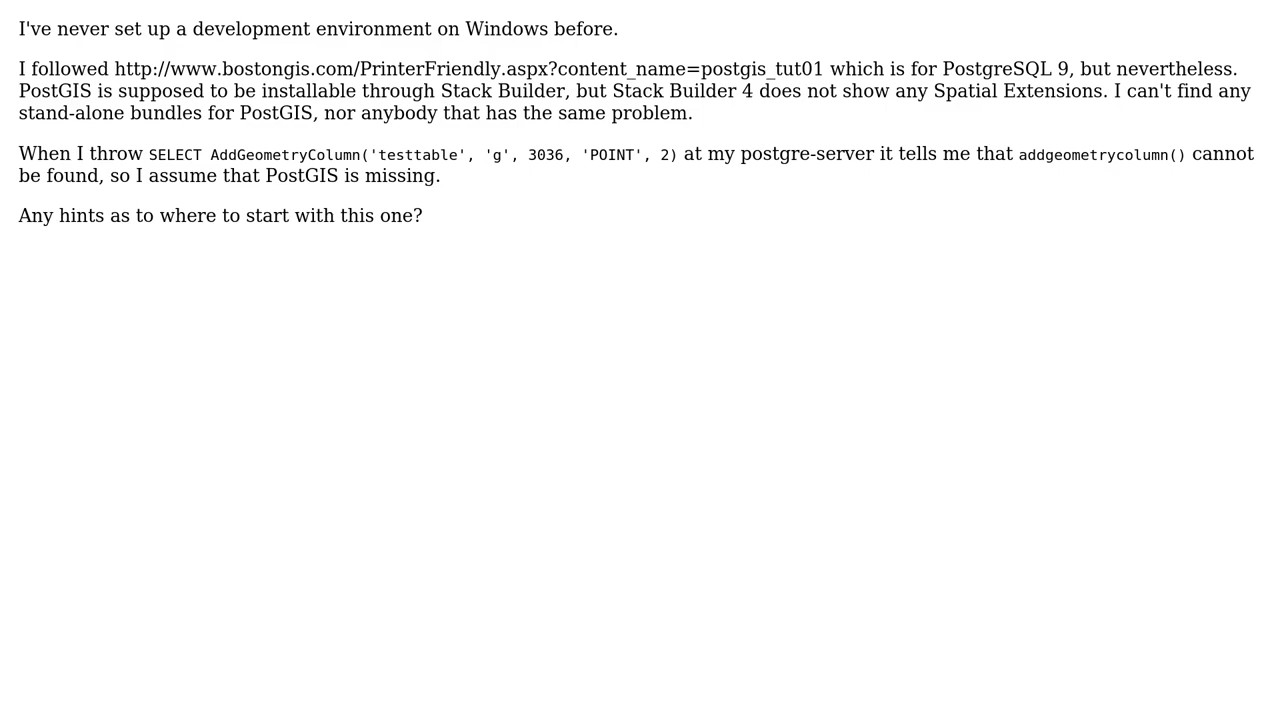 I've never set up a development environment on Windows before.
I followed http://www.bostongis.com/PrinterFriendly.aspx?content_name=postgis_tut01 which is for PostgreSQL 9, but nevertheless.
PostGIS is supposed to be installable through Stack Builder, but Stack Builder 4 does not show any Spatial Extensions. I can't find any
stand-alone bundles for PostGIS, nor anybody that has the same problem.
When I throw SELECT AddGeometryColumn('testtable', 'g', 3036, 'POINT', 2) at my postgre-server it tells me that addgeometrycolumn() cannot
be found, so I assume that PostGIS is missing.
Any hints as to where to start with this one?